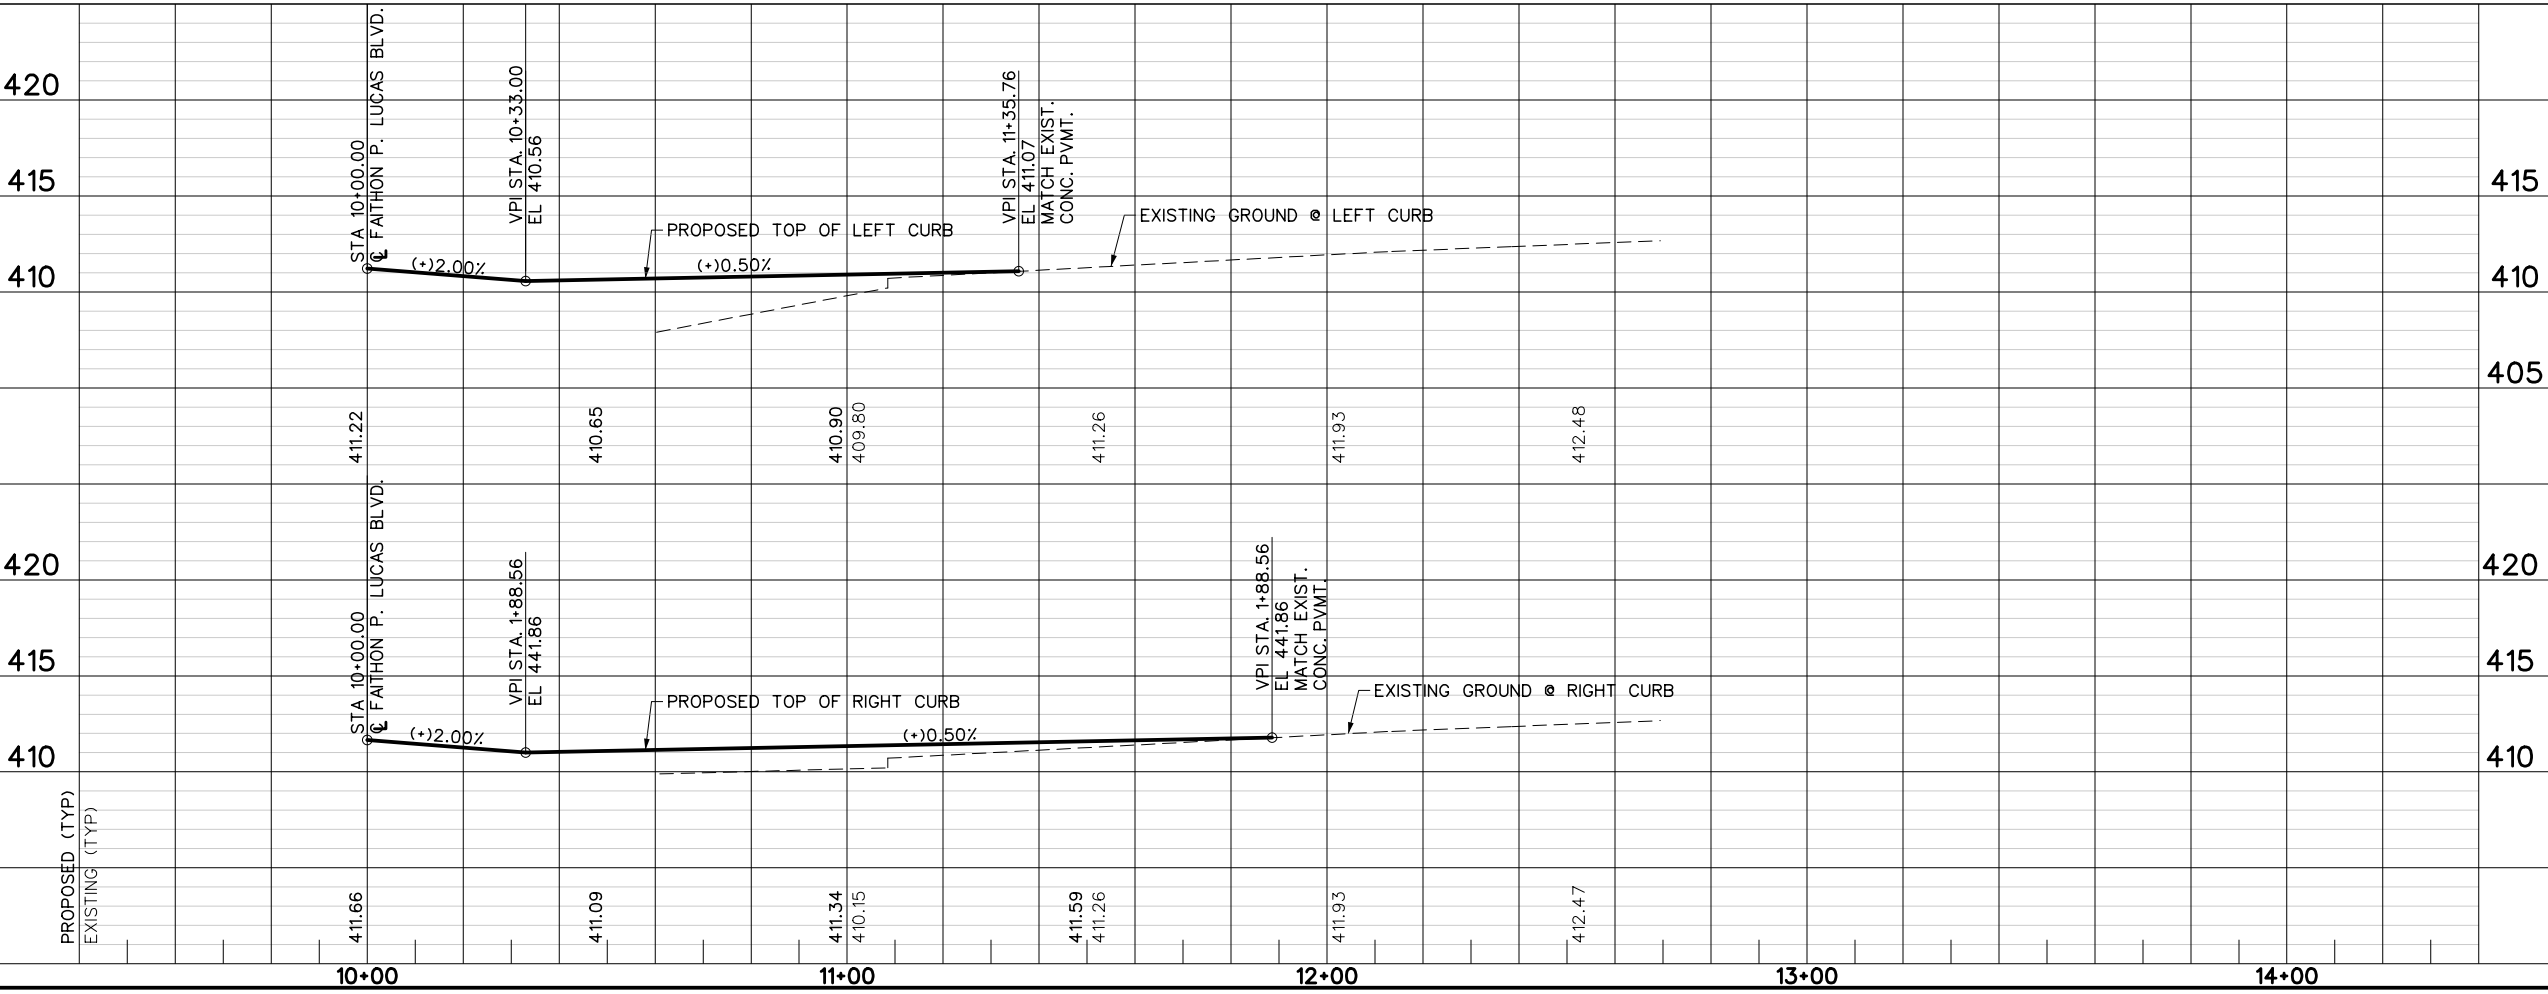 420
415
410
415
410
405
STA 10+00.00
℄ FAITHON P. LUCAS BLVD.
VPI STA. 10+33.00
EL 410.56
VPI STA. 11+35.76
EL 411.07
MATCH EXIST.
CONC. PVMT.
(+)2.00%
PROPOSED TOP OF LEFT CURB
(+)0.50%
EXISTING GROUND @ LEFT CURB
411.22
410.65
410.90
409.80
411.26
411.93
412.48
420
415
410
420
415
410
STA 10+00.00
℄ FAITHON P. LUCAS BLVD.
VPI STA. 1+88.56
EL 441.86
VPI STA. 1+88.56
EL 441.86
MATCH EXIST.
CONC. PVMT.
(+)2.00%
PROPOSED TOP OF RIGHT CURB
(+)0.50%
EXISTING GROUND @ RIGHT CURB
PROPOSED (TYP)
EXISTING (TYP)
411.66
411.09
411.34
410.15
411.59
411.26
411.93
412.47
10+00
11+00
12+00
13+00
14+00